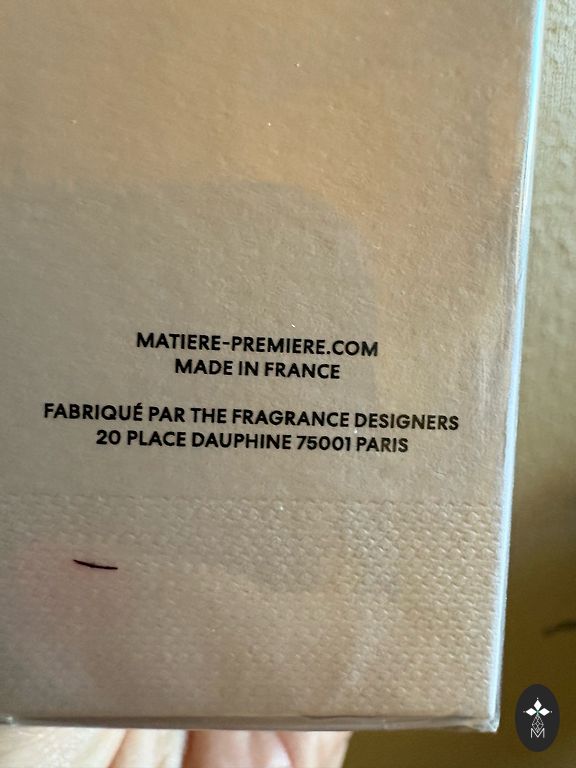 MATIERE-PREMIERE.COM
MADE IN FRANCE
FABRIQUÉ PAR THE FRAGRANCE DESIGNERS
20 PLACE DAUPHINE 75001 PARIS
M